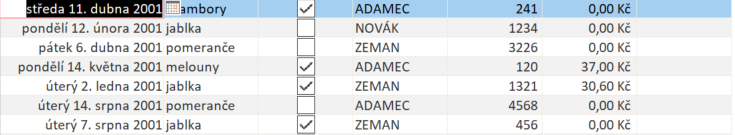 středa 11. dubna 2001 ambory ADAMEC 241 0,00 Kč
pondělí 12. února 2001 jablka NOVÁK 1234 0,00 Kč
pátek 6. dubna 2001 pomeranče ZEMAN 3226 0,00 Kč
pondělí 14. května 2001 melouny ADAMEC 120 37,00 Kč
úterý 2. ledna 2001 jablka ZEMAN 1321 30,60 Kč
úterý 14. srpna 2001 pomeranče ADAMEC 4568 0,00 Kč
úterý 7. srpna 2001 jablka ZEMAN 456 0,00 Kč